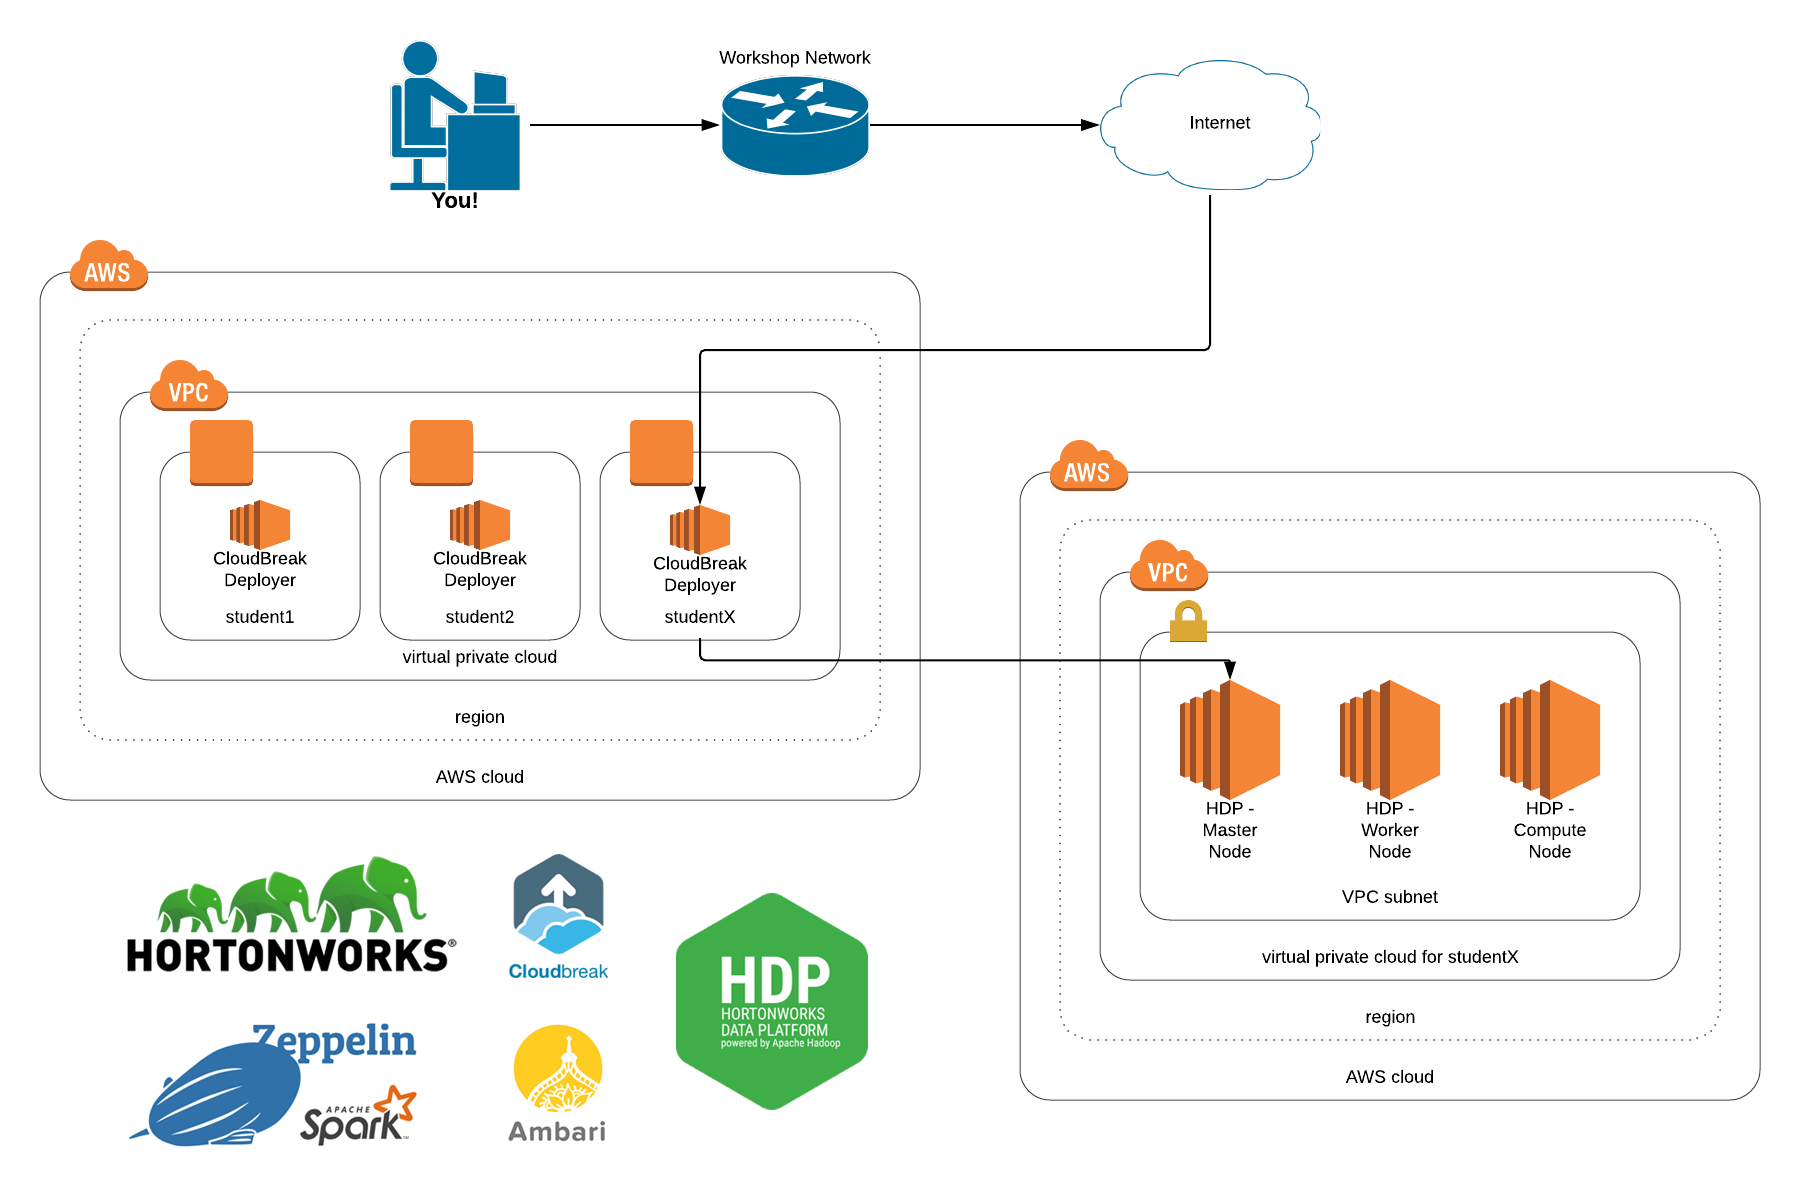 Workshop Network
Internet
You!
AWS
VPC
CloudBreak
Deployer
student1
CloudBreak
Deployer
student2
CloudBreak
Deployer
studentX
virtual private cloud
region
AWS cloud
AWS
VPC
HDP -
Master
Node
HDP -
Worker
Node
HDP -
Compute
Node
VPC subnet
virtual private cloud for studentX
region
AWS cloud
HORTONWORKS®
Cloudbreak
HDP
HORTONWORKS
DATA PLATFORM
powered by Apache Hadoop
Zeppelin
APACHE
Spark™
Ambari